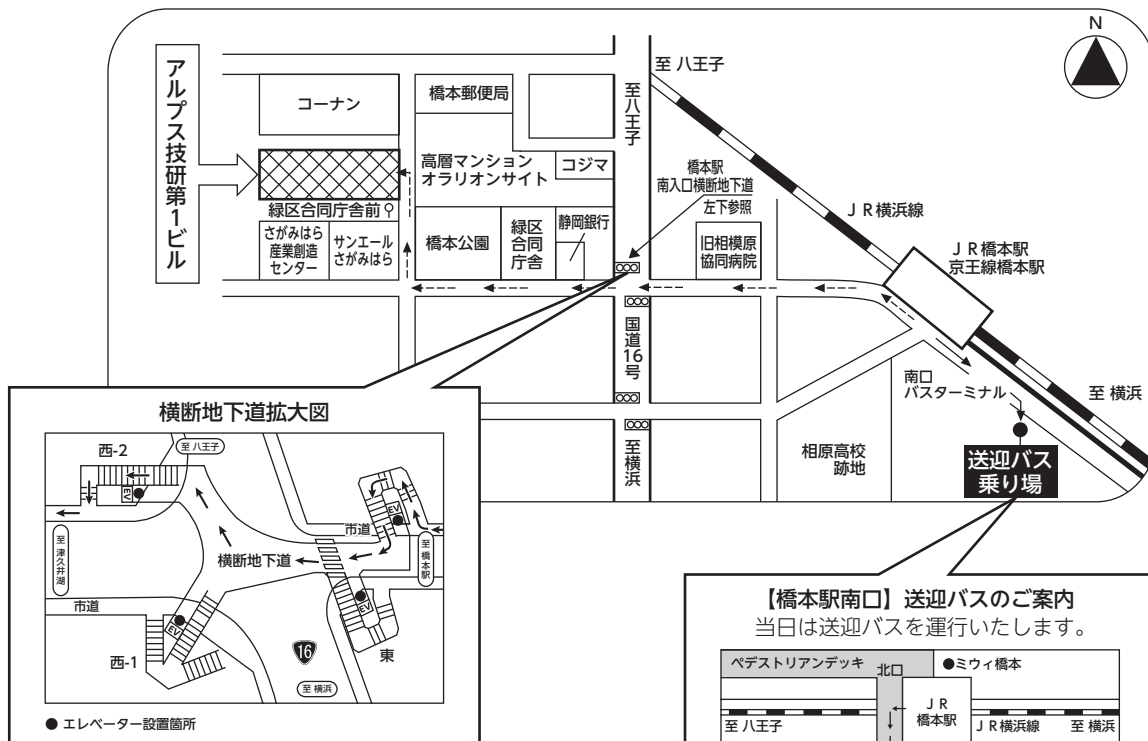 N
至 八王子
アルプス技研第1ビル
コーナン
橋本郵便局
至八王子
高層マンション
オラリオンサイト
コジマ
橋本駅
南入口横断地下道
左下参照
JR横浜線
緑区合同庁舎前
さがみはら
産業創造
センター
サンエール
さがみはら
橋本公園
緑区
合同
庁舎
静岡銀行
旧相模原
協同病院
JR橋本駅
京王線橋本駅
国道16号
南口
バスターミナル
至 横浜
至横浜
相原高校
跡地
送迎バス
乗り場
横断地下道拡大図
西-2
至 八王子
EV
EV
市道
横断地下道
至 橋本駅
至 津久井湖
市道
EV
EV
西-1
16
東
至 横浜
● エレベーター設置箇所
【橋本駅南口】送迎バスのご案内
当日は送迎バスを運行いたします。
ペデストリアンデッキ
北口
●ミウィ橋本
JR
橋本駅
至 八王子
JR横浜線
至 横浜